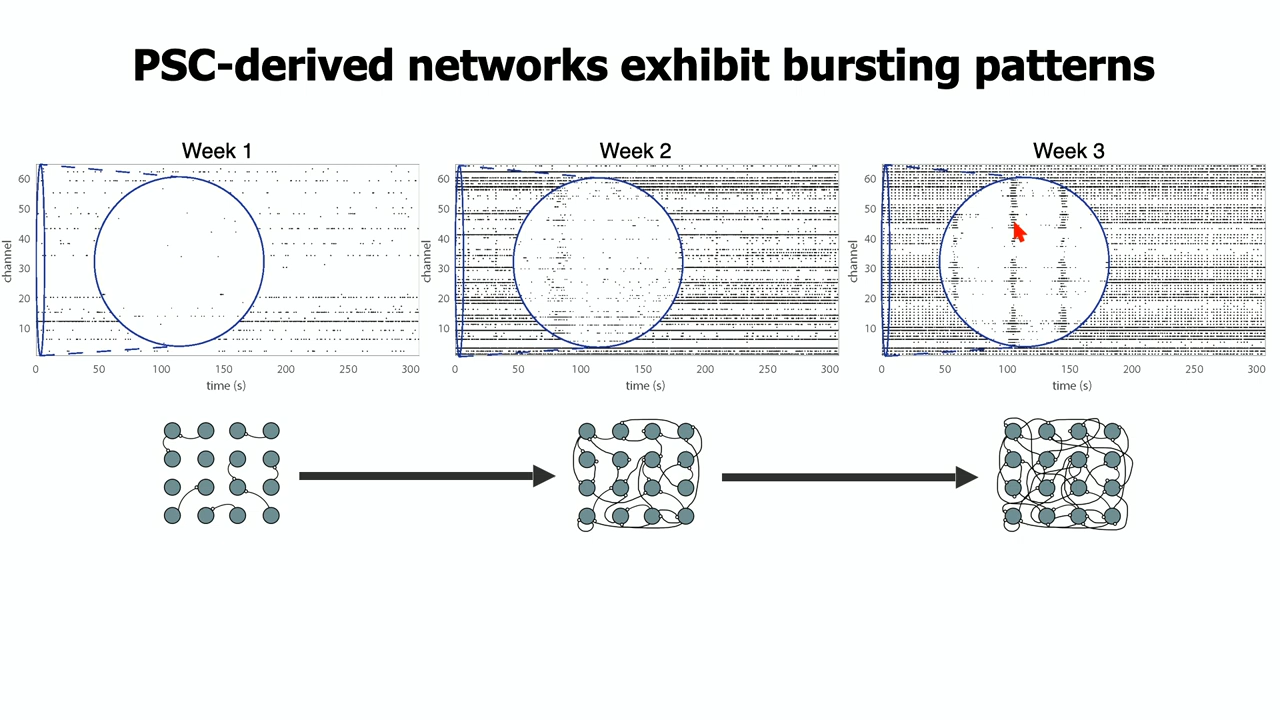 PSC-derived networks exhibit bursting patterns
Week 1
Week 2
Week 3
channel
60
50
40
30
20
10
0 50 100 150 200 250 300
time (s)
channel
60
50
40
30
20
10
0 50 100 150 200 250 300
time (s)
channel
60
50
40
30
20
10
0 50 100 150 200 250 300
time (s)